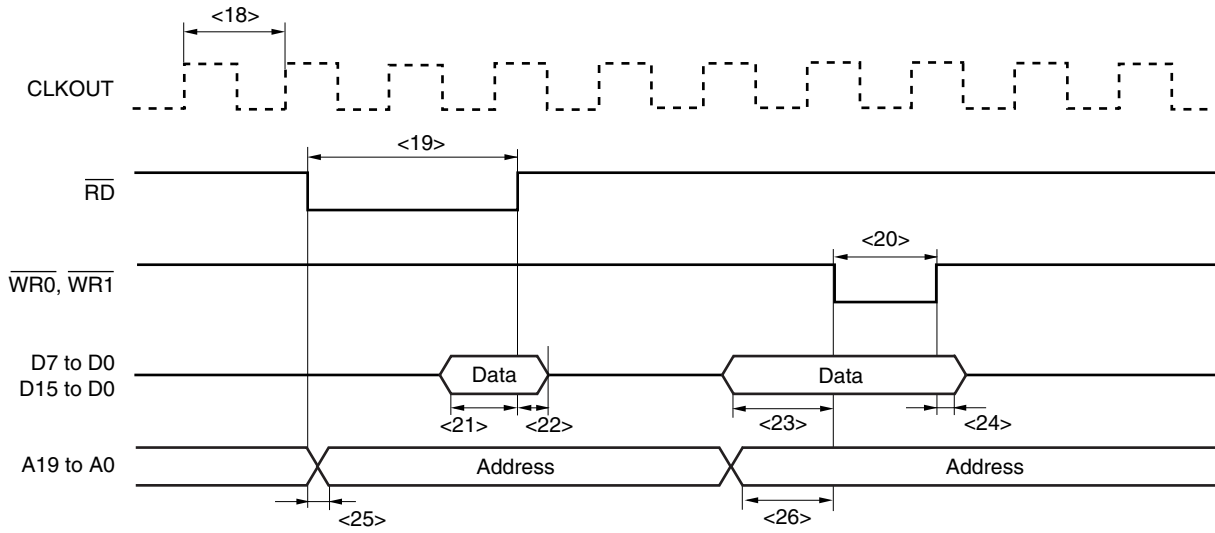 <18>
CLKOUT
<19>
RD
<20>
WR0, WR1
D7 to D0
D15 to D0
Data
Data
<21>
<22>
<23>
<24>
A19 to A0
Address
Address
<25>
<26>